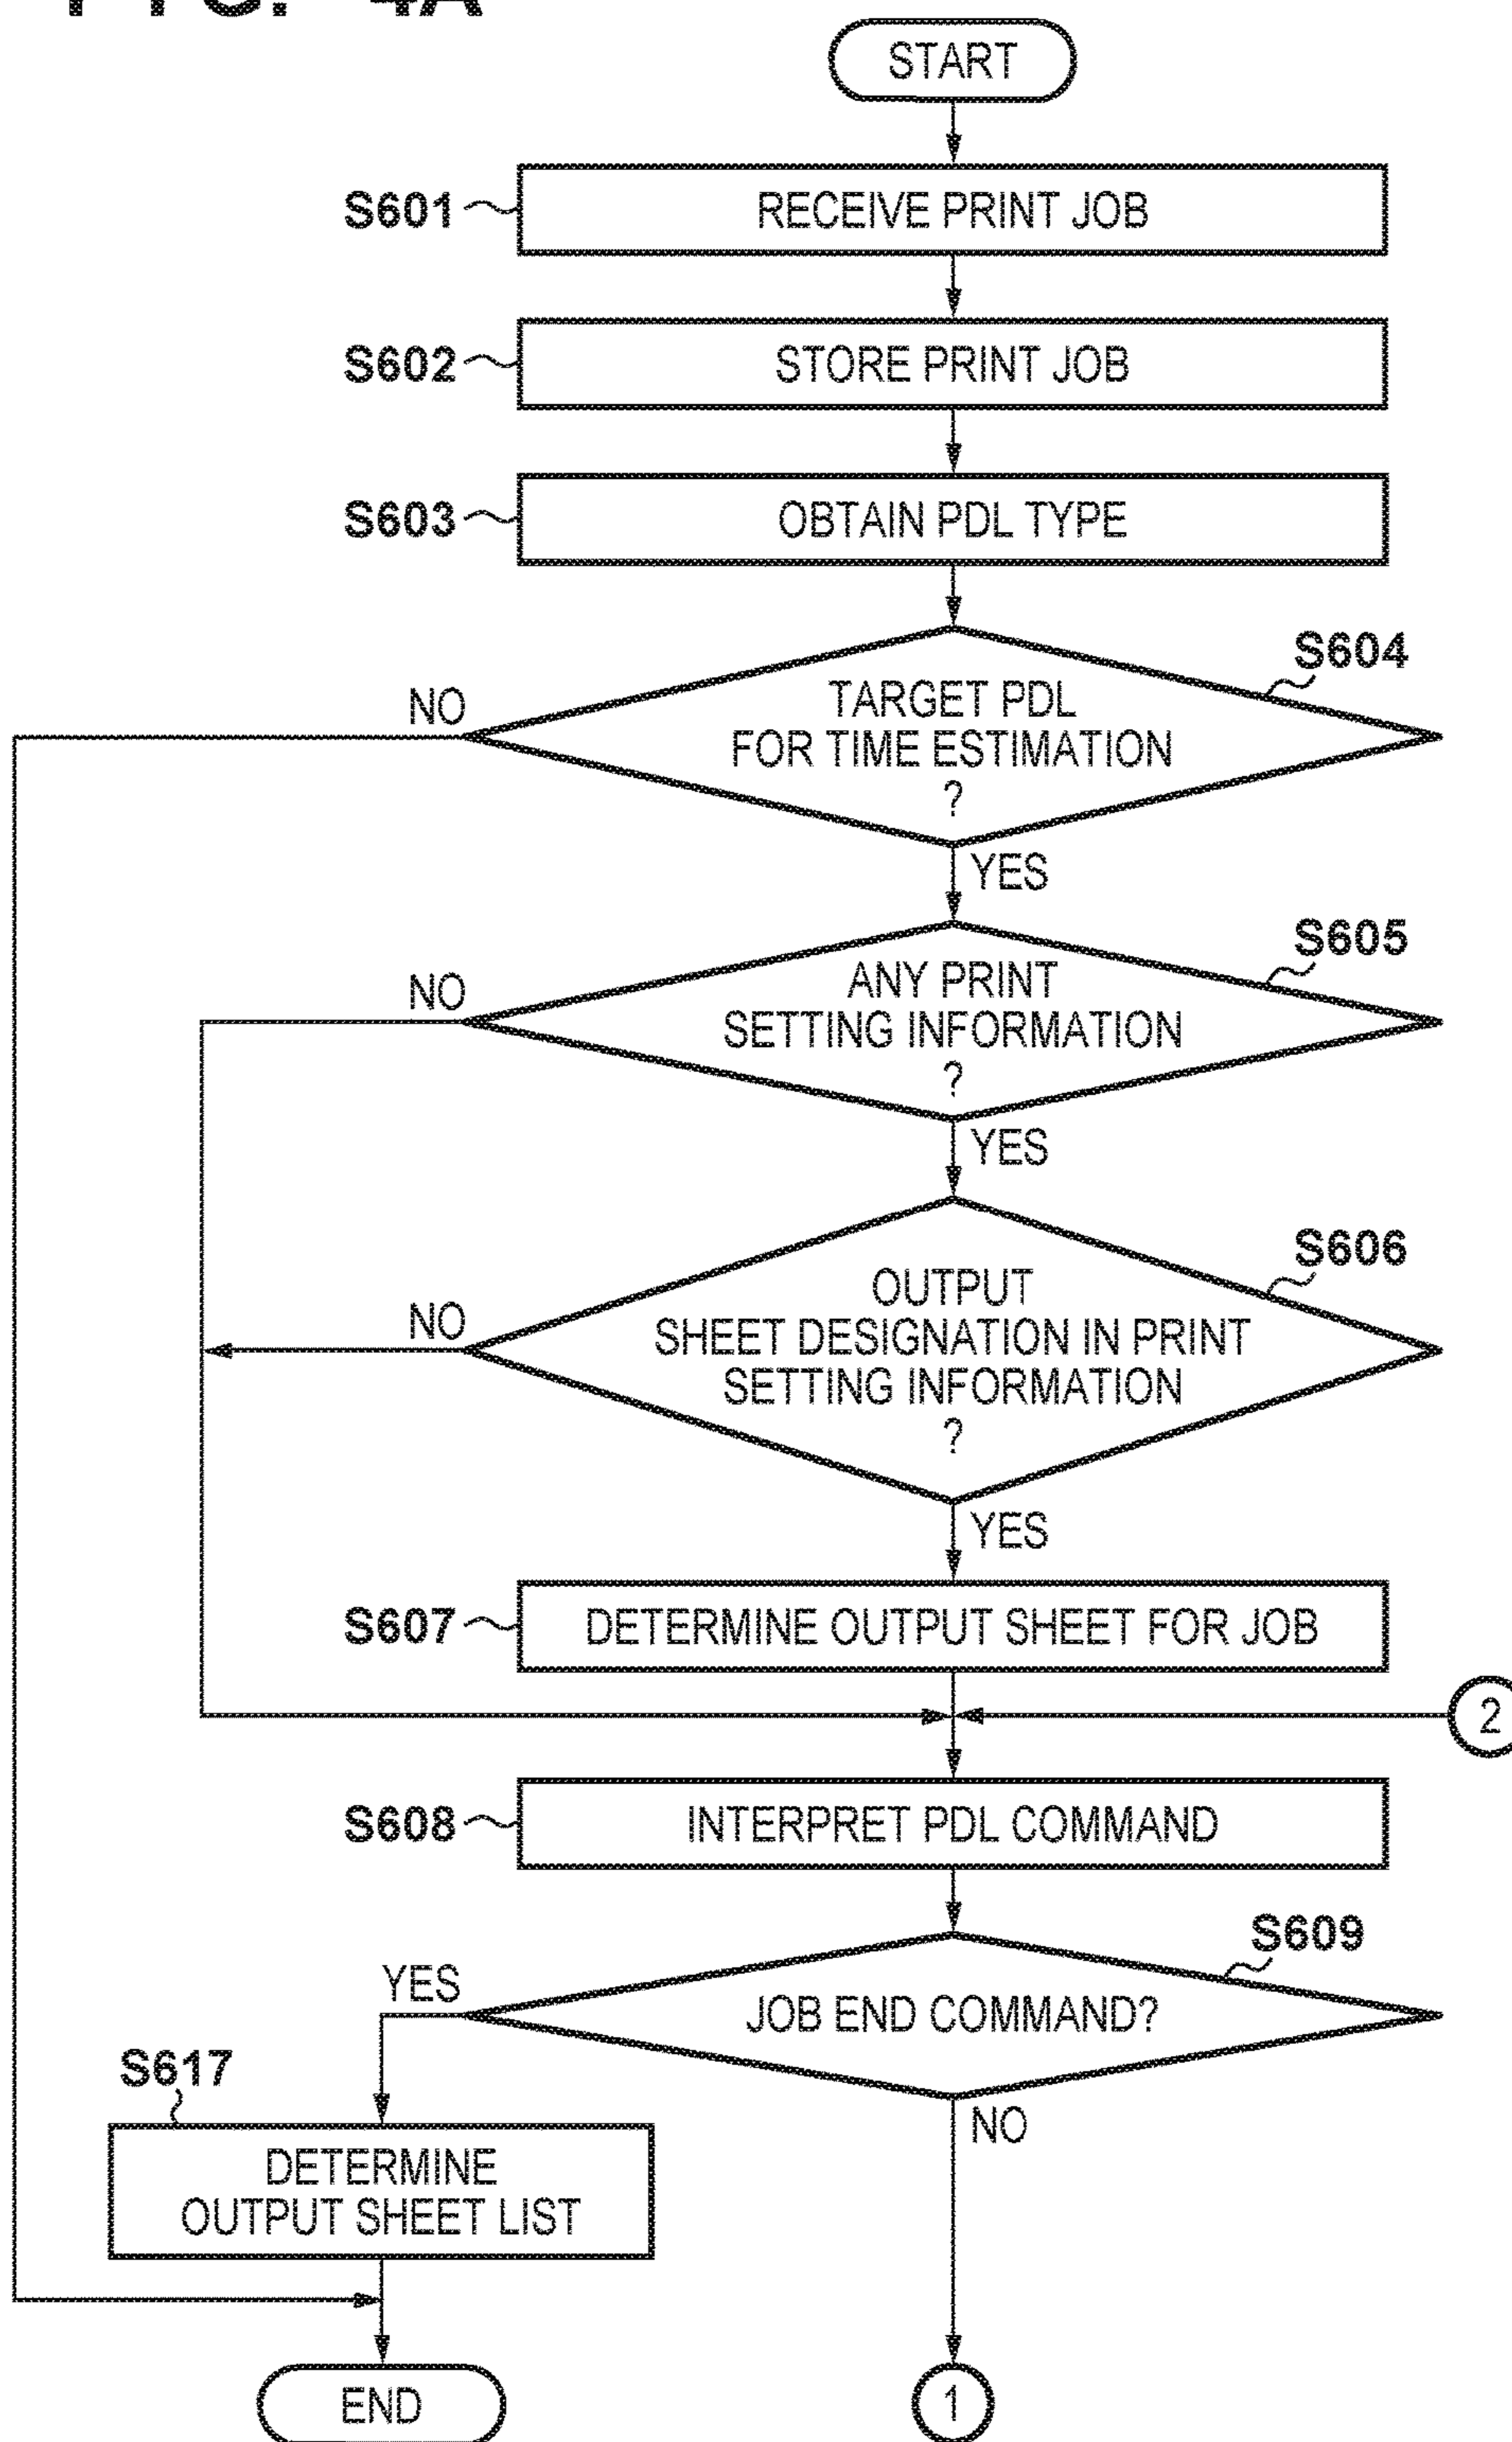 FIG. 4A
START
S601
RECEIVE PRINT JOB
S602
STORE PRINT JOB
S603
OBTAIN PDL TYPE
S604
NO
TARGET PDL
FOR TIME ESTIMATION
?
YES
S605
NO
ANY PRINT
SETTING INFORMATION
?
YES
S606
NO
OUTPUT
SHEET DESIGNATION IN PRINT
SETTING INFORMATION
?
YES
S607
DETERMINE OUTPUT SHEET FOR JOB
2
S608
INTERPRET PDL COMMAND
S609
YES
JOB END COMMAND?
S617
NO
DETERMINE
OUTPUT SHEET LIST
END
1